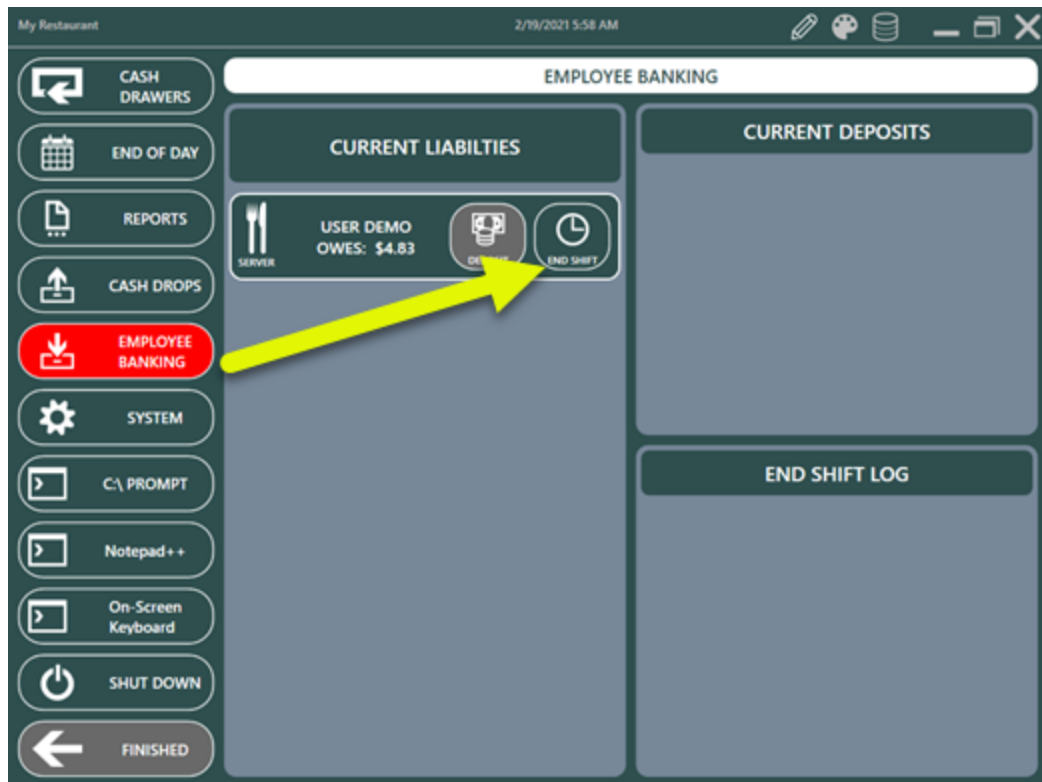 My Restaurant
2/19/2021 5:58 AM
CASH
DRAWERS
END OF DAY
REPORTS
CASH DROPS
EMPLOYEE
BANKING
SYSTEM
C:\ PROMPT
Notepad++
On-Screen
Keyboard
SHUT DOWN
FINISHED
EMPLOYEE BANKING
CURRENT LIABILTIES
SERVER
USER DEMO
OWES: $4.83
END SHIFT
CURRENT DEPOSITS
END SHIFT LOG